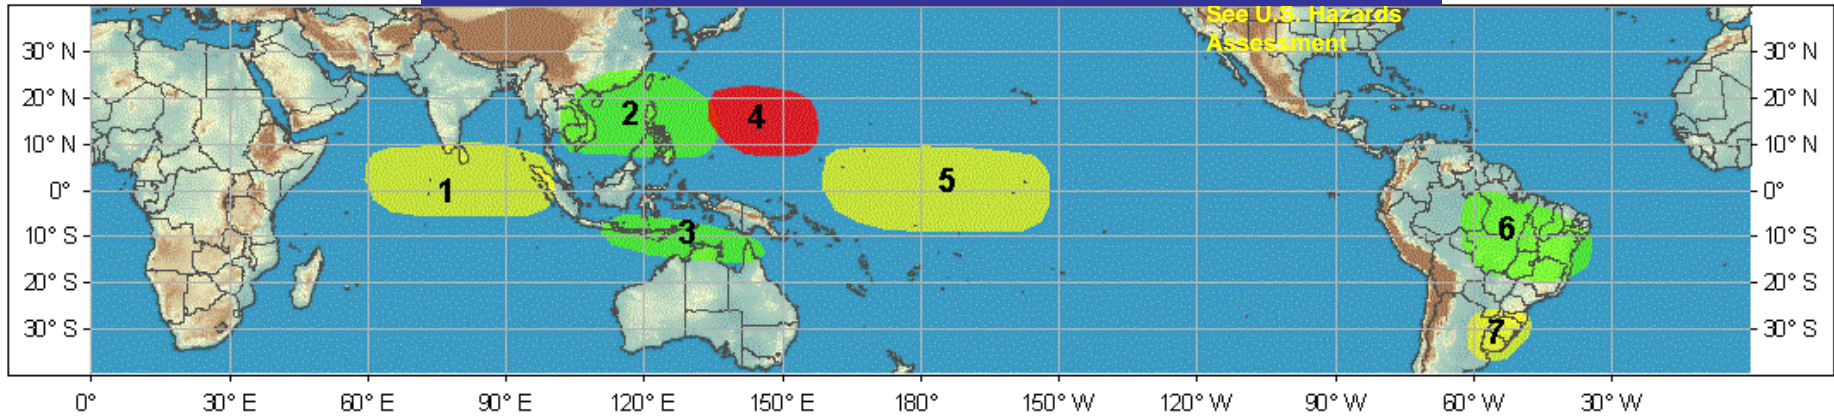 See U.S. Hazards
Assessment
30° N
30° N
20° N
2
4
20° N
10° N
10° N
0°
1
5
0°
10° S
3
6
10° S
20° S
20° S
30° S
7
30° S
0°
30° E
60° E
90° E
120° E
150° E
180°
150° W
120° W
90° W
60° W
30° W